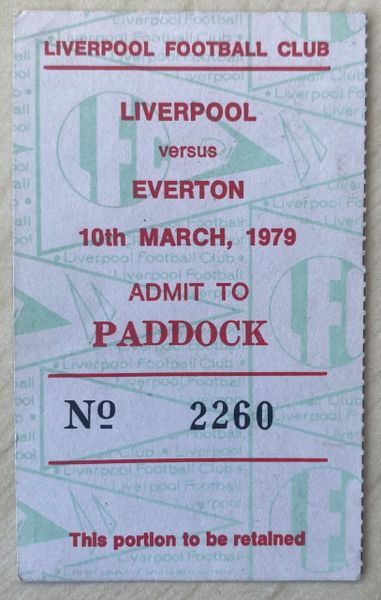 LIVERPOOL FOOTBALL CLUB
LIVERPOOL
versus
EVERTON
10th MARCH, 1979
ADMIT TO
PADDOCK
Nº 2260
This portion to be retained